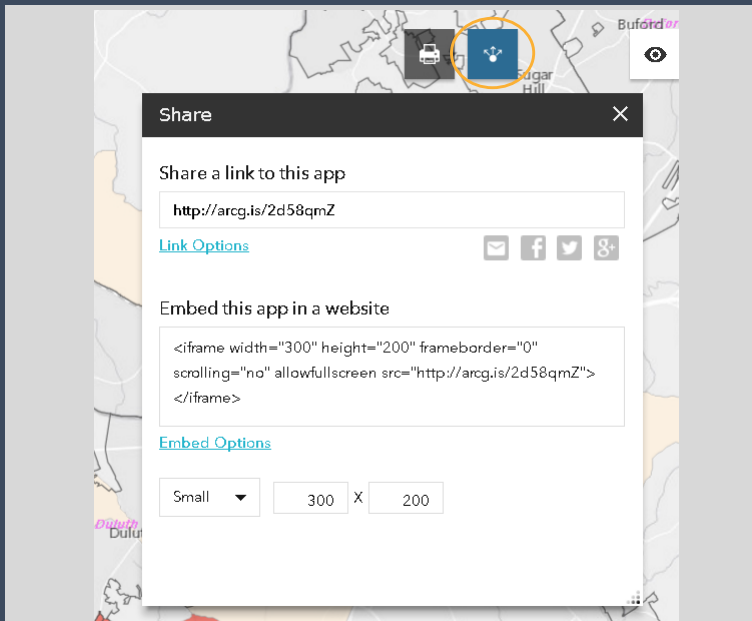 Buford
Sugar
Hill
Share
Share a link to this app
http://arcg.is/2d58qmZ
Link Options
Embed this app in a website
<iframe width="300" height="200" frameborder="0"
scrolling="no" allowfullscreen src="http://arcg.is/2d58qmZ">
</iframe>
Embed Options
Small 300 X 200
Duluth